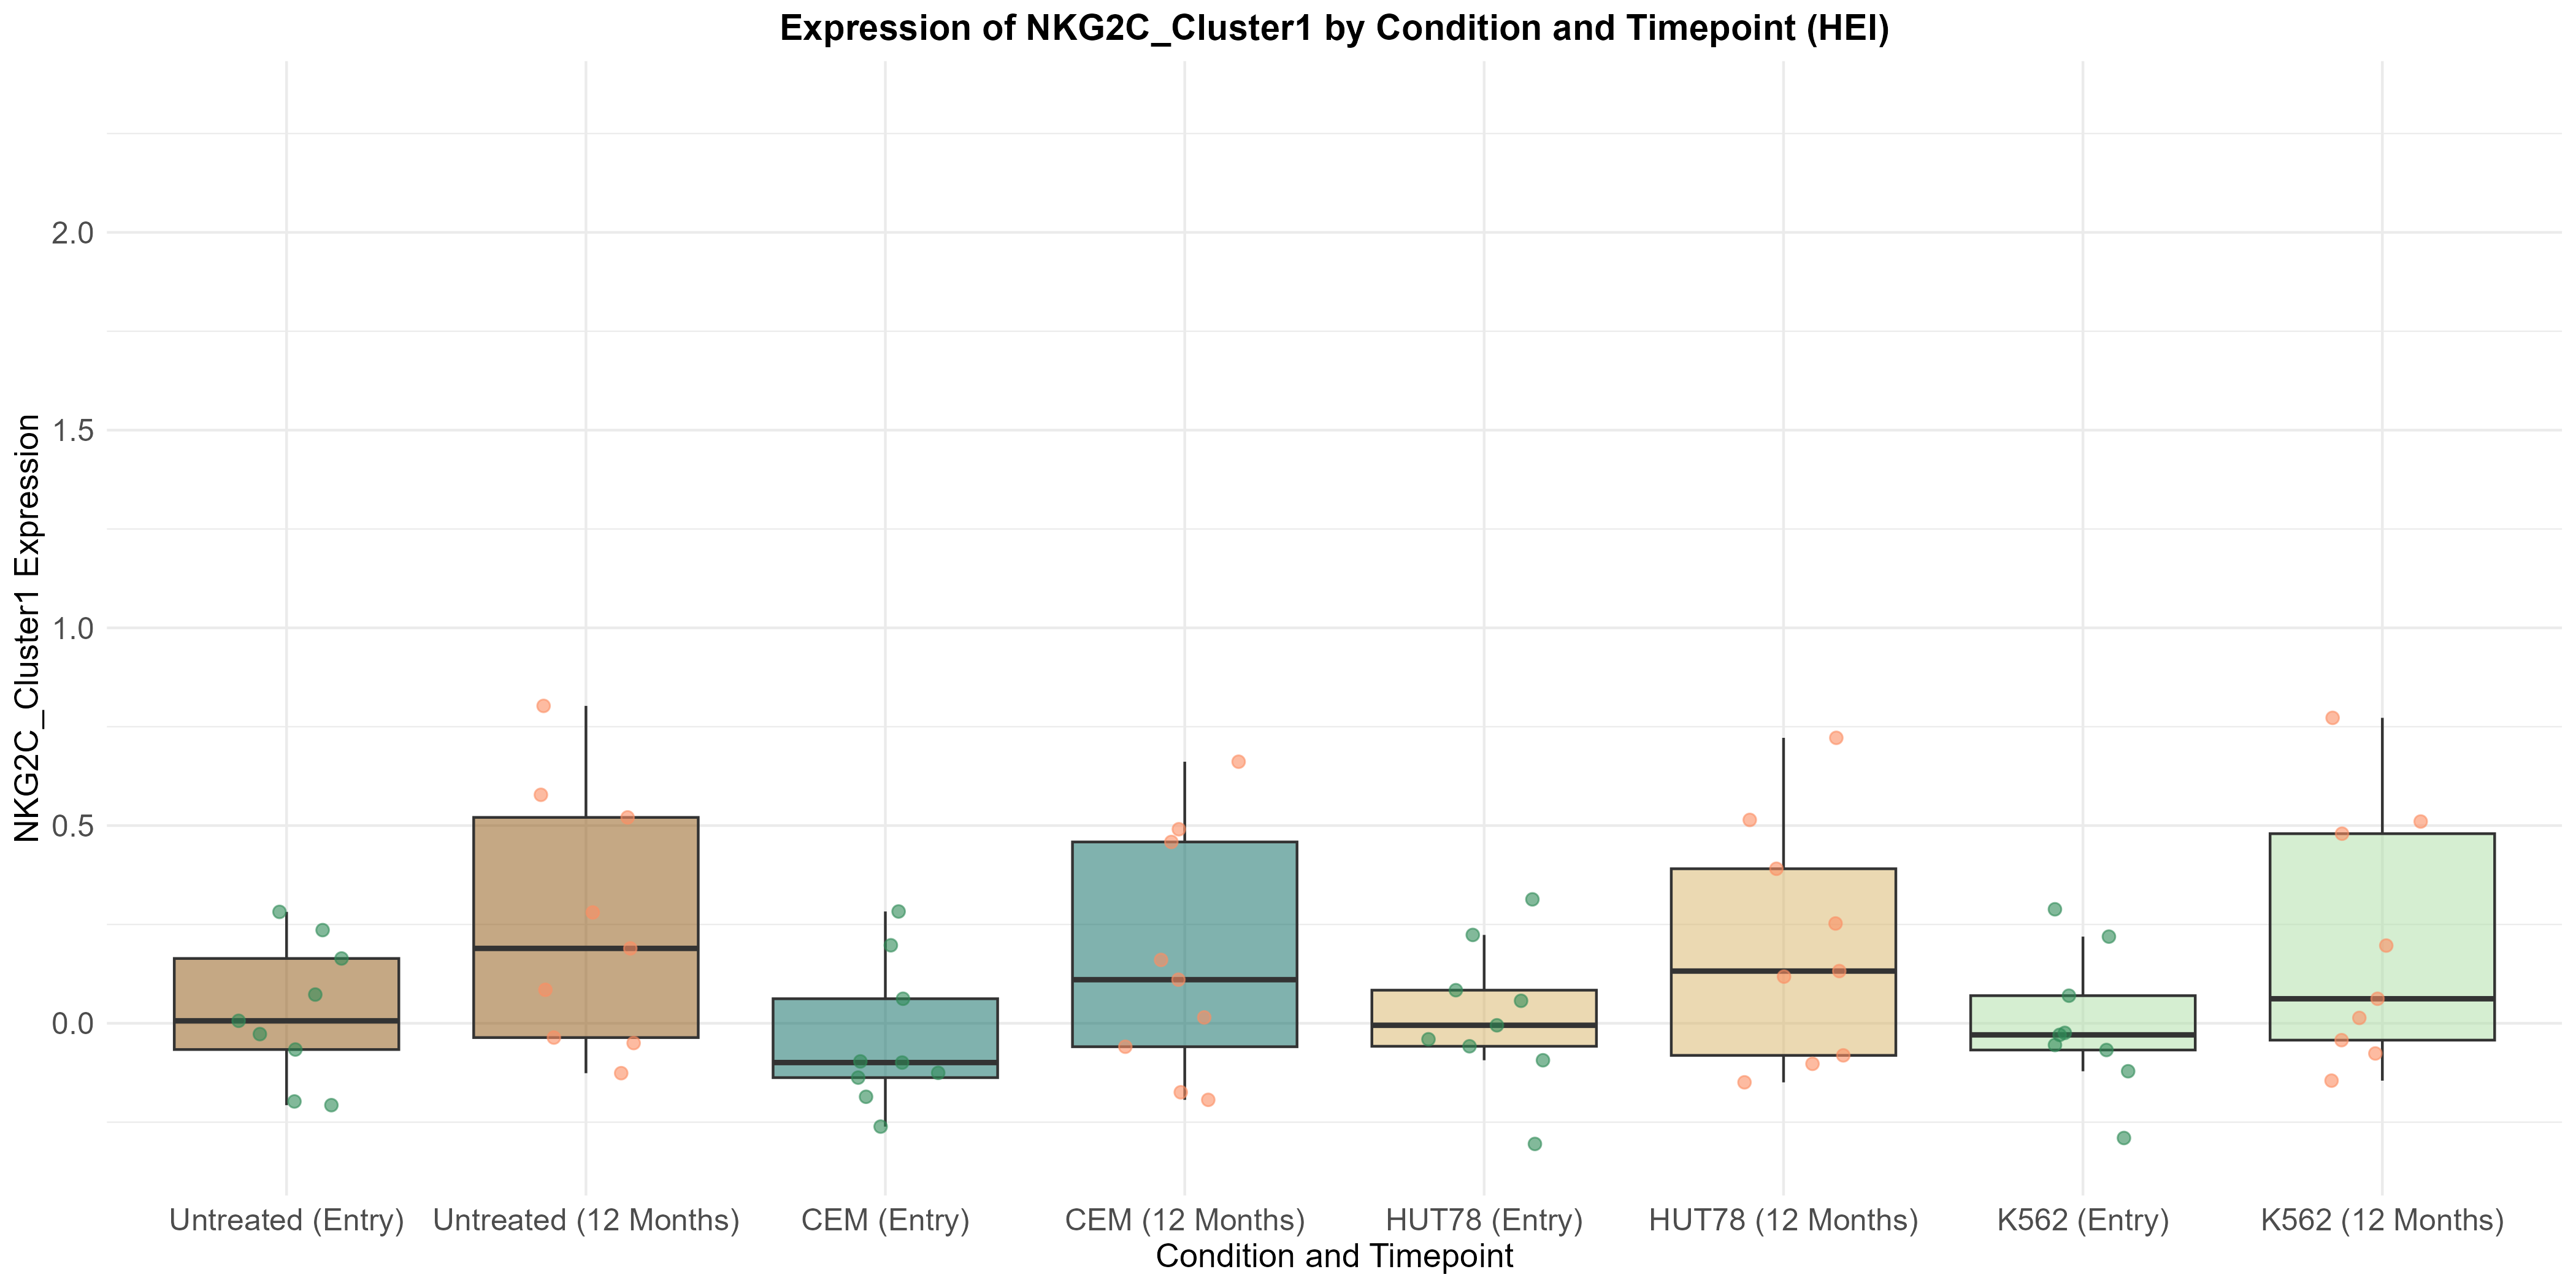 Expression of NKG2C_Cluster1 by Condition and Timepoint (HEI)
NKG2C_Cluster1 Expression
2.0
1.5
1.0
0.5
0.0
Untreated (Entry)
Untreated (12 Months)
CEM (Entry)
CEM (12 Months)
HUT78 (Entry)
HUT78 (12 Months)
K562 (Entry)
K562 (12 Months)
Condition and Timepoint